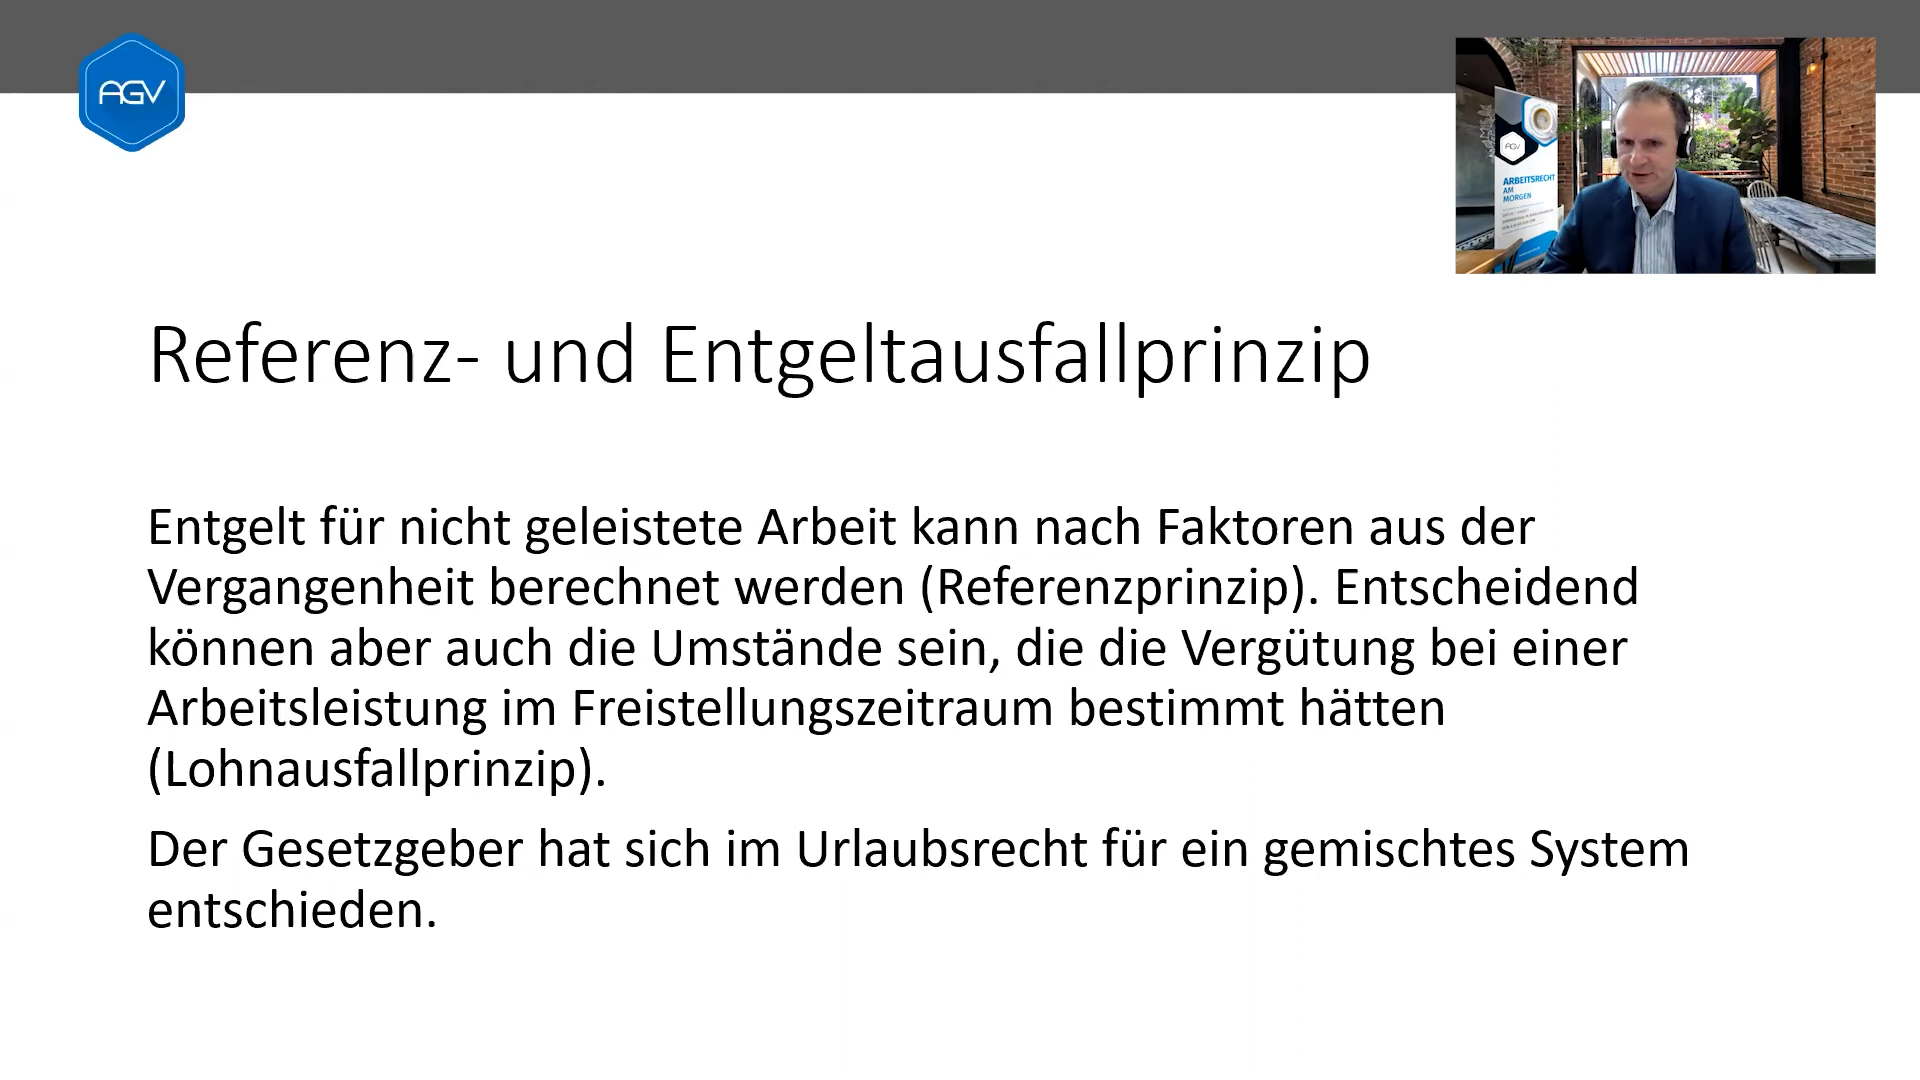 AGV
AGV
ARBEITSRECHT
AM
MORGEN
Referenz- und Entgeltausfallprinzip
Entgelt für nicht geleistete Arbeit kann nach Faktoren aus der
Vergangenheit berechnet werden (Referenzprinzip). Entscheidend
können aber auch die Umstände sein, die die Vergütung bei einer
Arbeitsleistung im Freistellungszeitraum bestimmt hätten
(Lohnausfallprinzip).
Der Gesetzgeber hat sich im Urlaubsrecht für ein gemischtes System
entschieden.